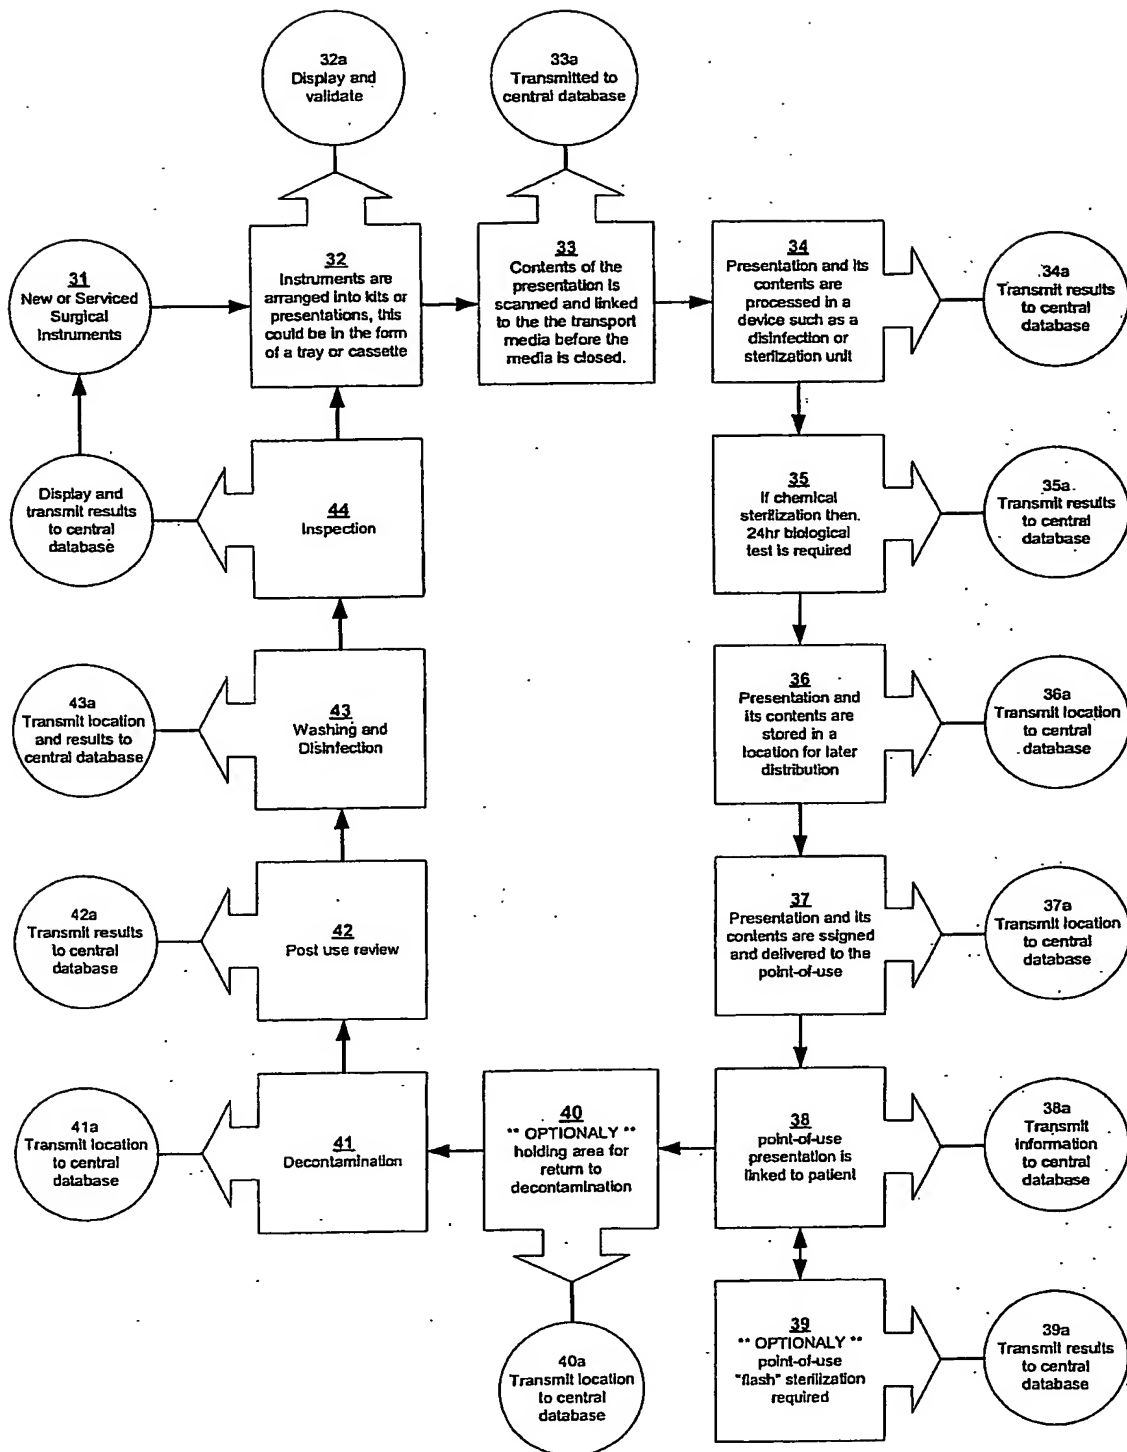 32a
Display and
validate
33a
Transmitted to
central database
31
New or Serviced
Surgical
Instruments
32
Instruments are
arranged into kits or
presentations, this
could be in the form
of a tray or cassette
33
Contents of the
presentation is
scanned and linked
to the the transport
media before the
media is closed.
34
Presentation and its
contents are
processed in a
device such as a
disinfection or
sterilization unit
34a
Transmit results
to central
database
Display and
transmit results
to central
database
44
Inspection
35
If chemical
sterilization then.
24hr biological
test is required
35a
Transmit results
to central
database
43a
Transmit location
and results to
central database
43
Washing and
Disinfection
36
Presentation and
its contents are
stored in a
location for later
distribution
36a
Transmit location
to central
database
42a
Transmit results
to central
database
42
Post use review
37
Presentation and its
contents are ssigned
and delivered to the
point-of-use
37a
Transmit location
to central
database
41a
Transmit location
to central
database
41
Decontamination
40
** OPTIONALY **
holding area for
return to
decontamination
38
point-of-use
presentation is
linked to patient
38a
Transmit
information
to central
database
40a
Transmit location
to central
database
39
** OPTIONALY **
point-of-use
"flash" sterilization
required
39a
Transmit results
to central
database